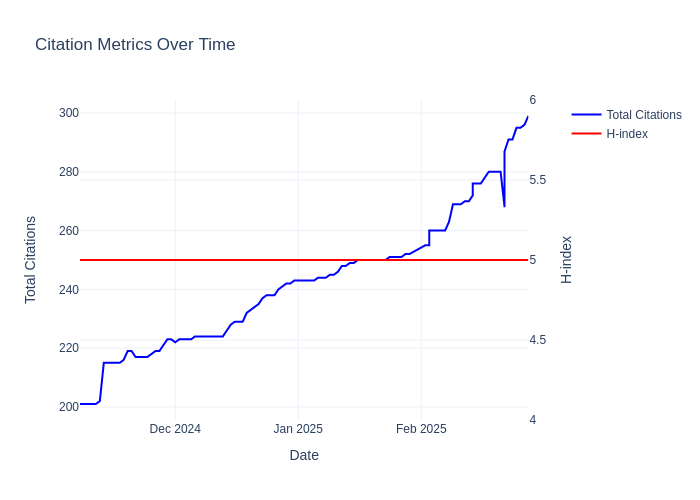 Citation Metrics Over Time
Total Citations
H-index
300
280
260
240
220
200
6
5.5
5
4.5
4
Dec 2024
Jan 2025
Feb 2025
Date
Total Citations
H-index